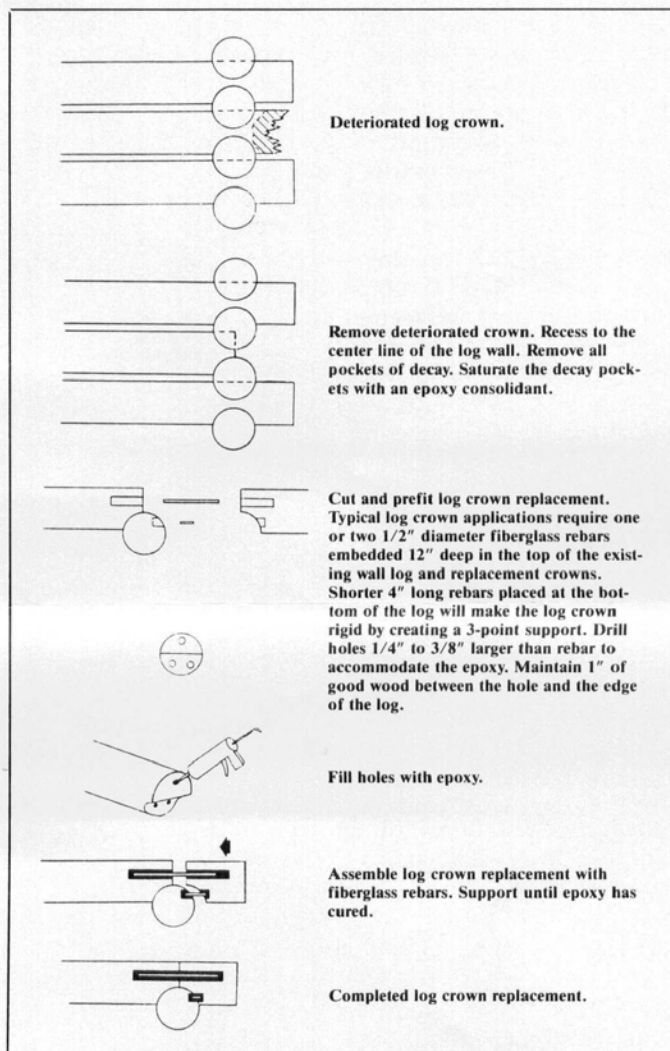 Deteriorated log crown.
Remove deteriorated crown. Recess to the
center line of the log wall. Remove all
pockets of decay. Saturate the decay pock-
ets with an epoxy consolidant.
Cut and prefit log crown replacement.
Typical log crown applications require one
or two 1/2" diameter fiberglass rebars
embedded 12" deep in the top of the exist-
ing wall log and replacement crowns.
Shorter 4" long rebars placed at the bot-
tom of the log will make the log crown
rigid by creating a 3-point support. Drill
holes 1/4" to 3/8" larger than rebar to
accommodate the epoxy. Maintain 1" of
good wood between the hole and the edge
of the log.
Fill holes with epoxy.
Assemble log crown replacement with
fiberglass rebars. Support until epoxy has
cured.
Completed log crown replacement.